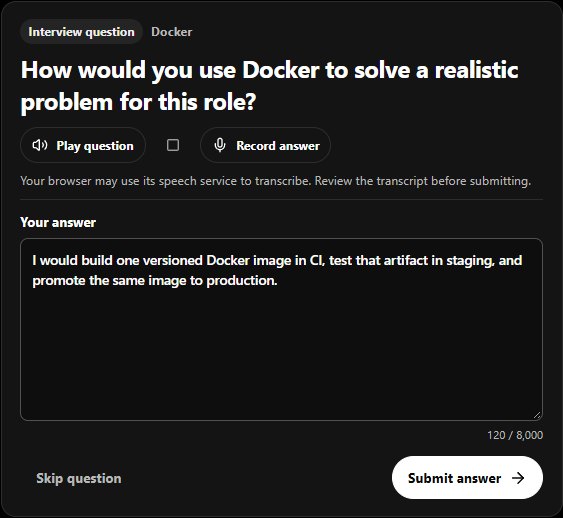 Interview question Docker
How would you use Docker to solve a realistic
problem for this role?
Play question Record answer
Your browser may use its speech service to transcribe. Review the transcript before submitting.
Your answer
I would build one versioned Docker image in CI, test that artifact in staging, and
promote the same image to production.
120 / 8,000
Skip question Submit answer